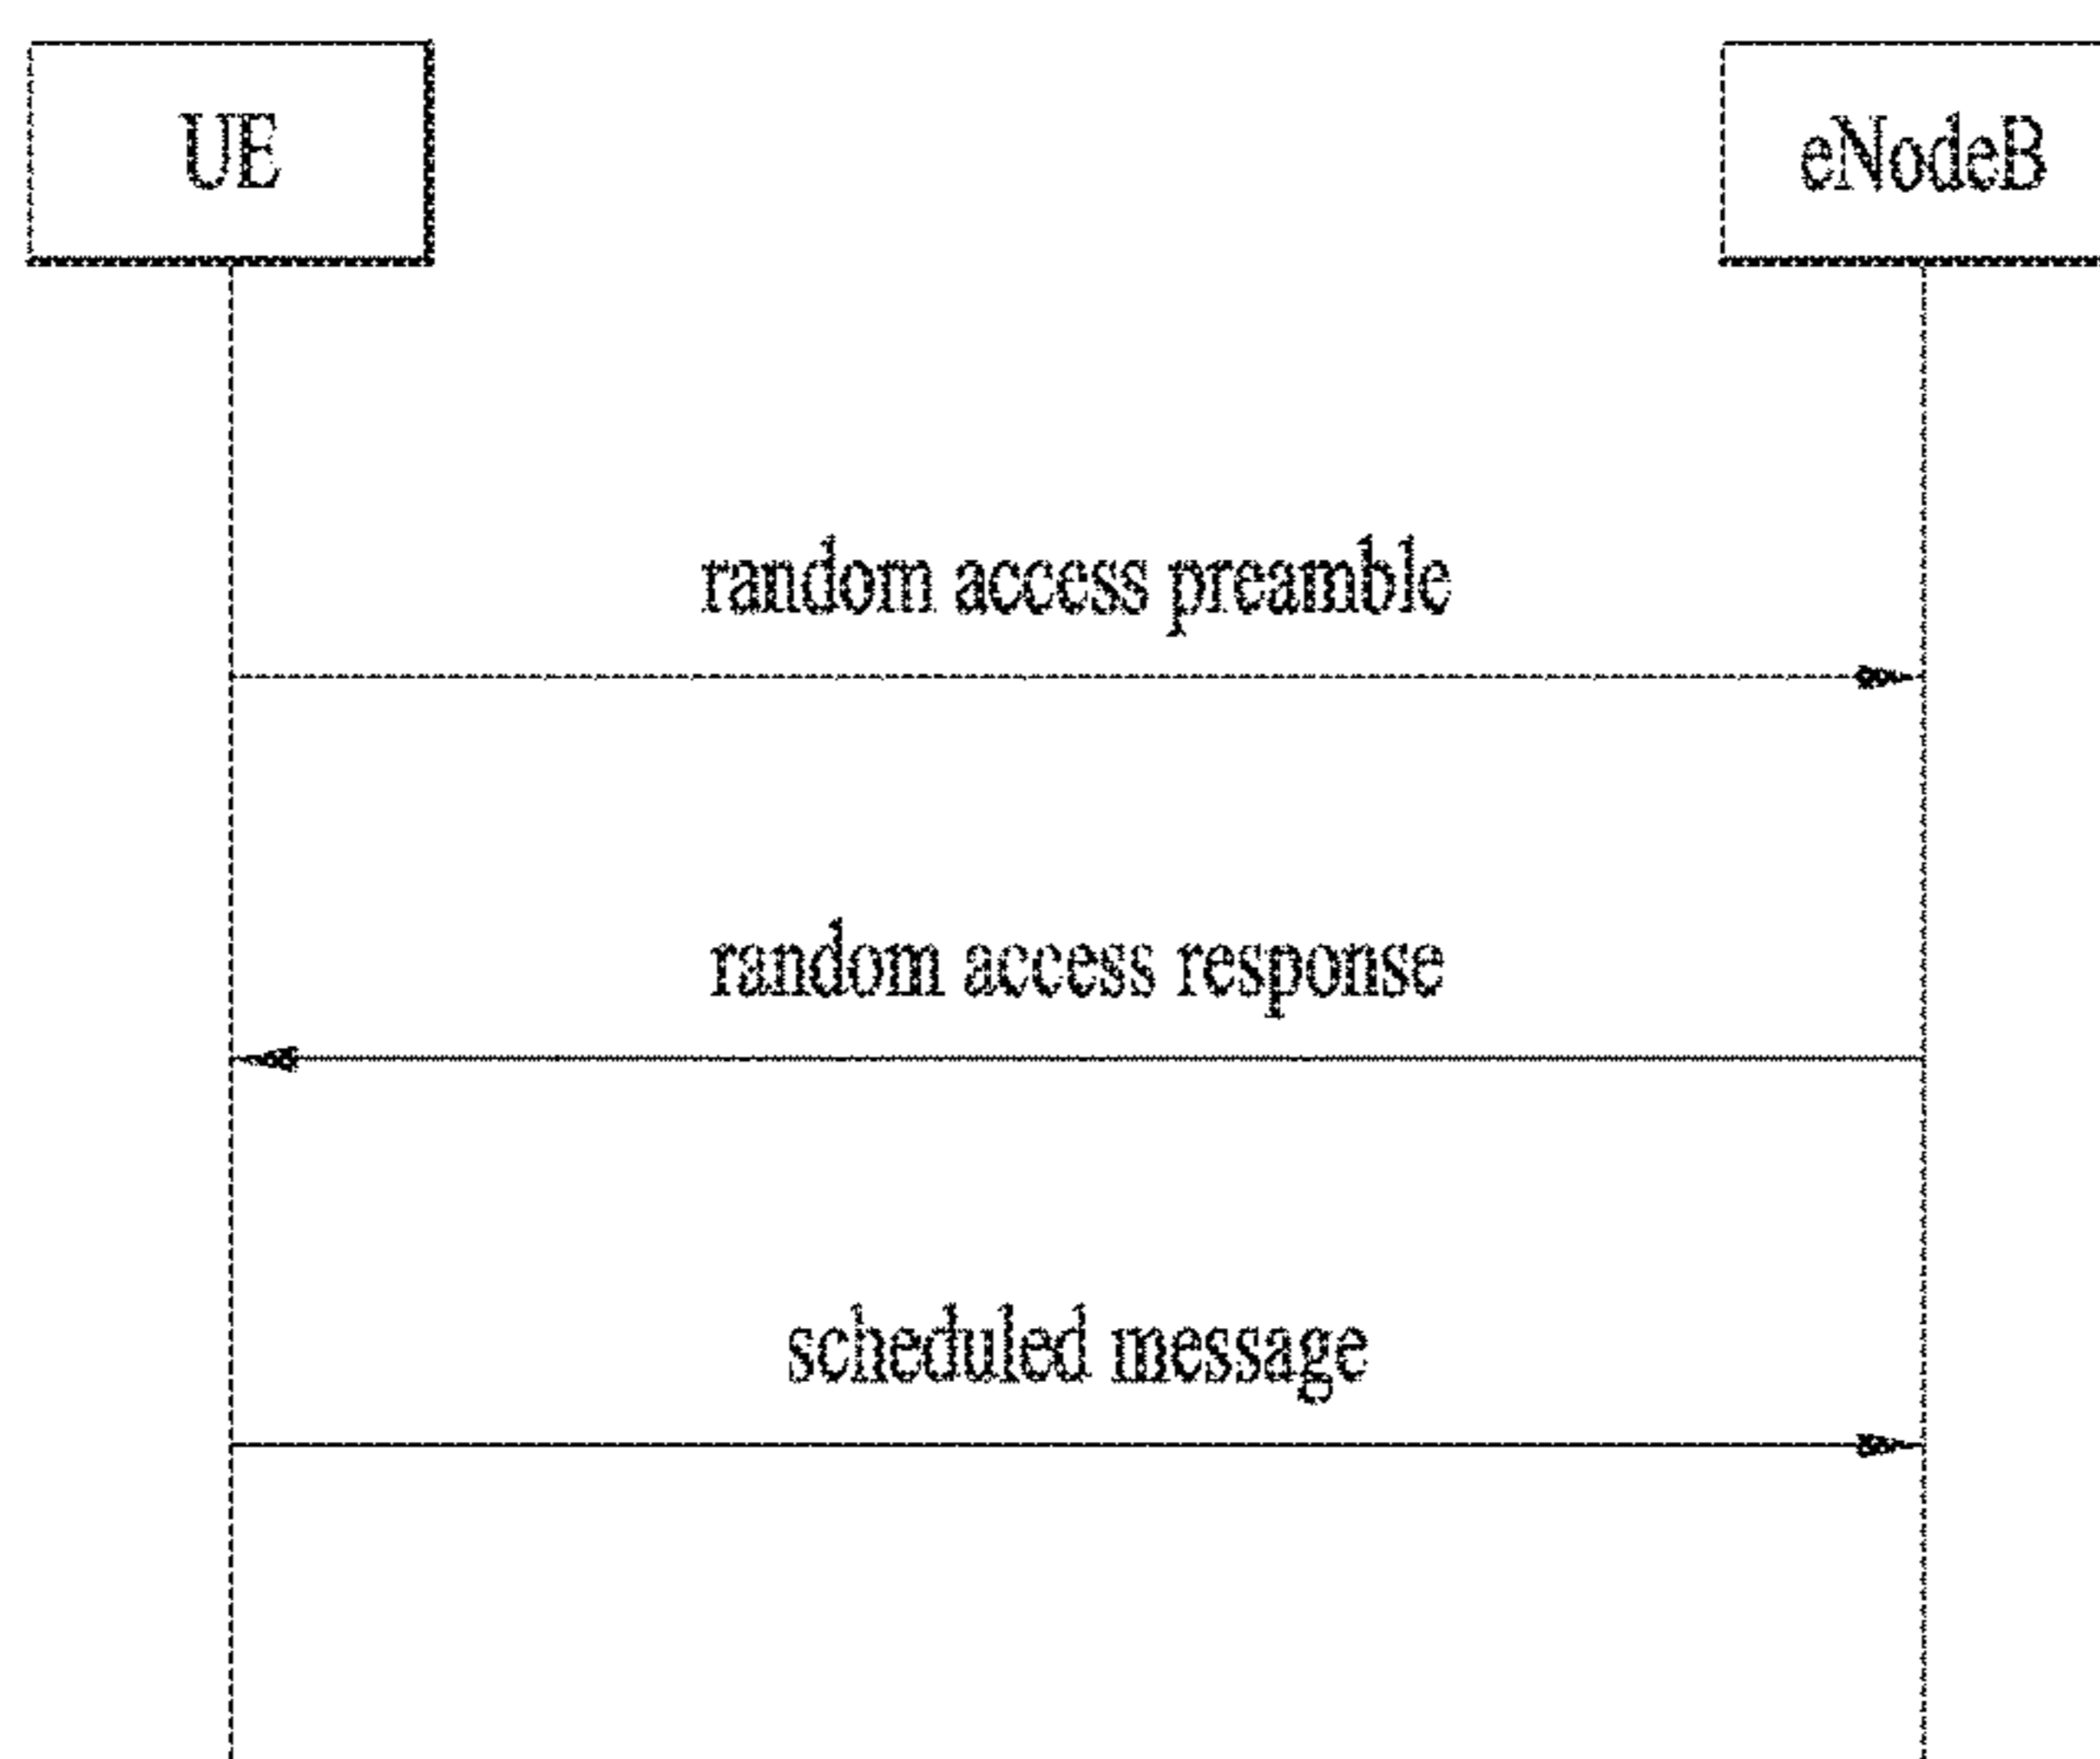 UE
eNodeB
random access preamble
random access response
scheduled message